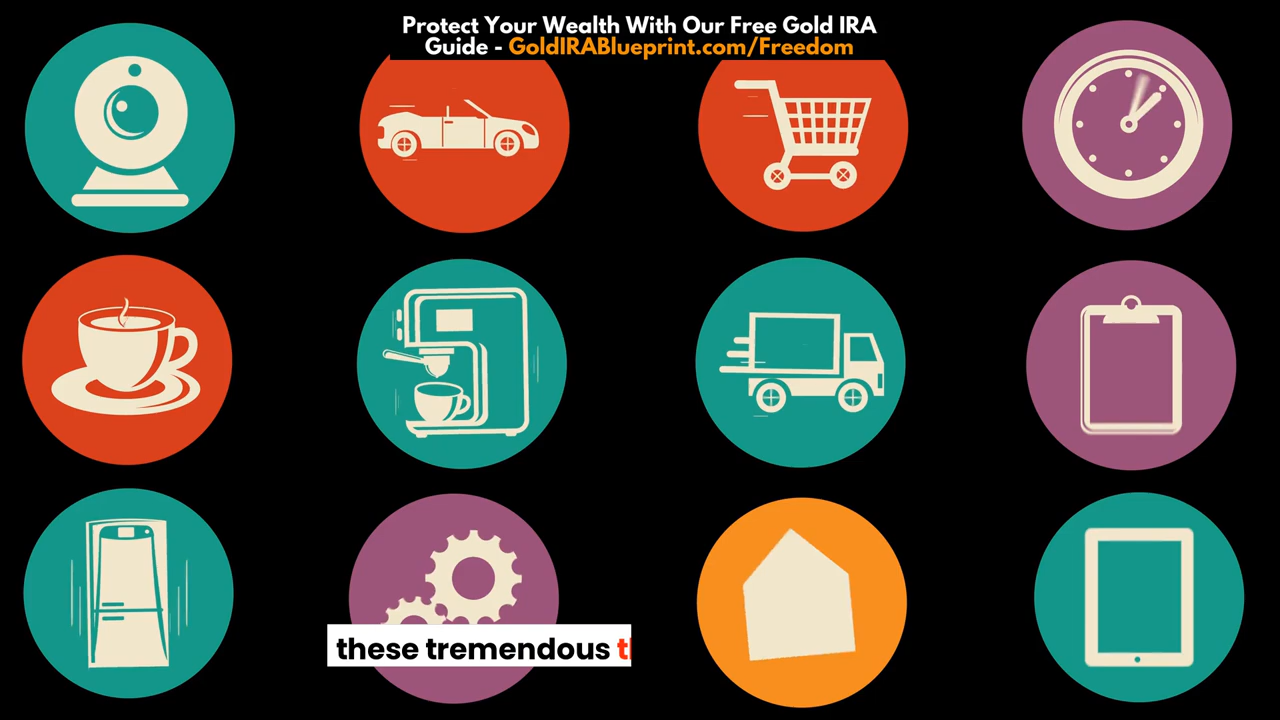 Protect Your Wealth With Our Free Gold IRA
Guide - GoldIRABlueprint.com/Freedom
these tremendous